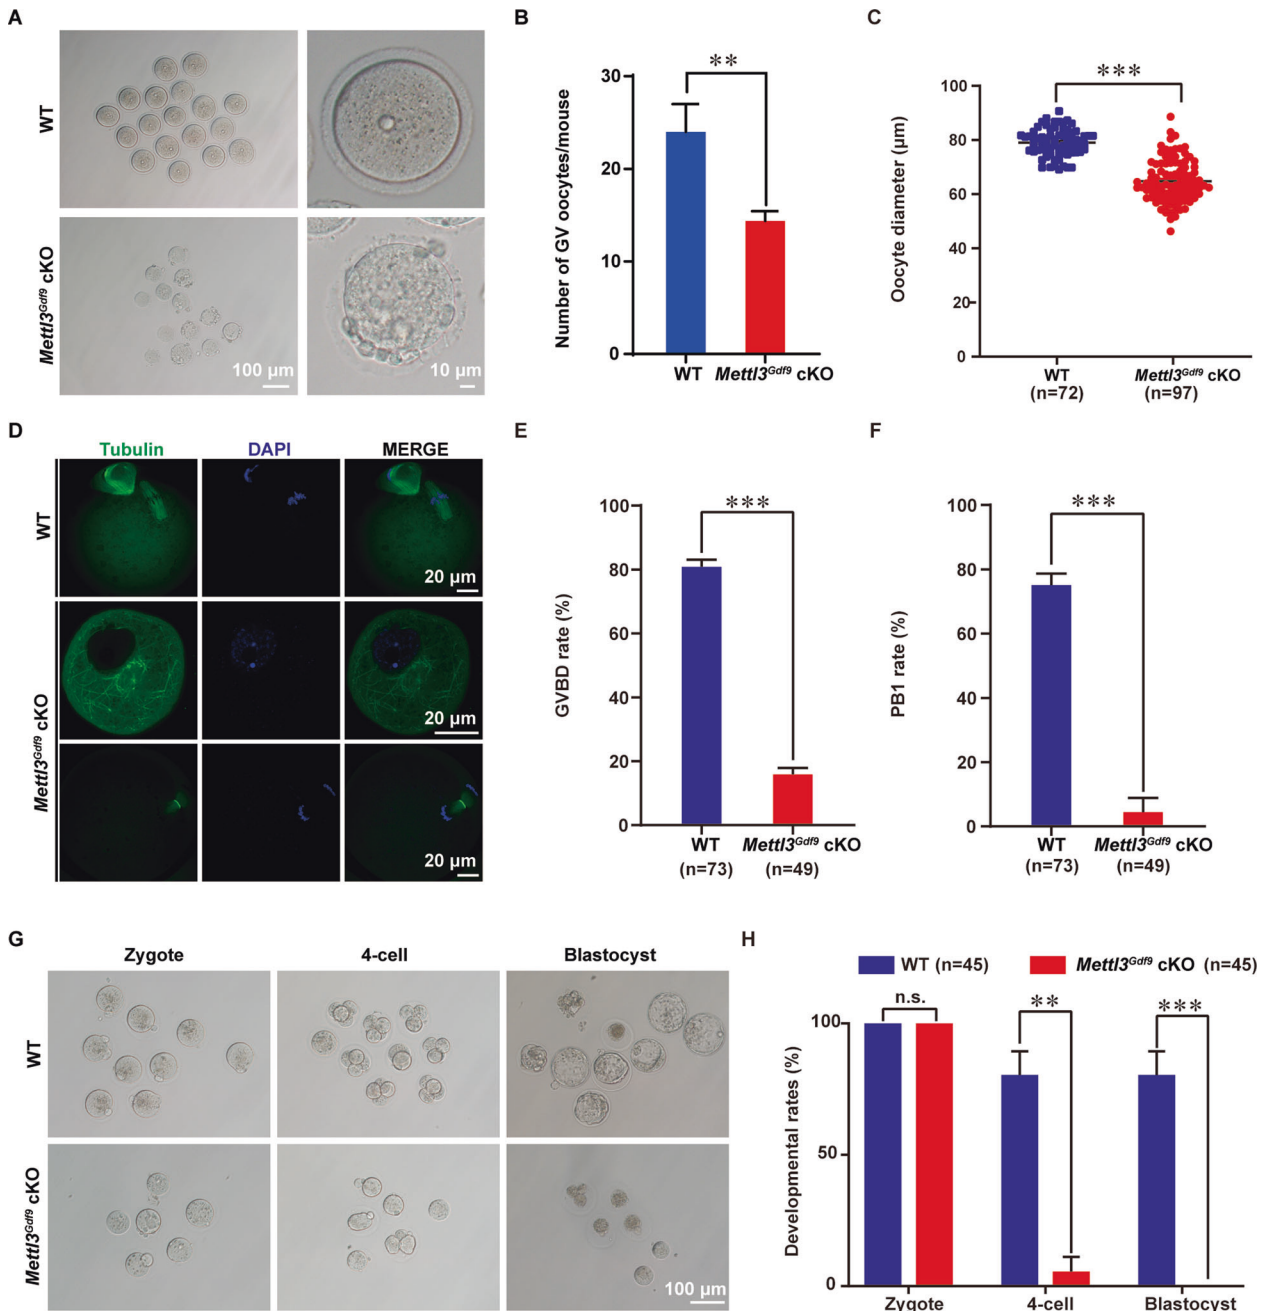 A
WT
Mettl3Gdf9 cKO
100 µm
10 µm
B
**
Number of GV oocytes/mouse
30
20
10
0
WT
Mettl3Gdf9 cKO
C
***
Oocyte diameter (µm)
100
80
60
40
20
0
WT
(n=72)
Mettl3Gdf9 cKO
(n=97)
D
Tubulin
DAPI
MERGE
WT
20 µm
Mettl3Gdf9 cKO
20 µm
20 µm
E
***
GVBD rate (%)
100
80
60
40
20
0
WT
(n=73)
Mettl3Gdf9 cKO
(n=49)
F
***
PB1 rate (%)
100
80
60
40
20
0
WT
(n=73)
Mettl3Gdf9 cKO
(n=49)
G
Zygote
4-cell
Blastocyst
WT
Mettl3Gdf9 cKO
100 µm
H
WT (n=45)
Mettl3Gdf9 cKO (n=45)
n.s.
**
***
Developmental rates (%)
100
50
0
Zygote
4-cell
Blastocyst